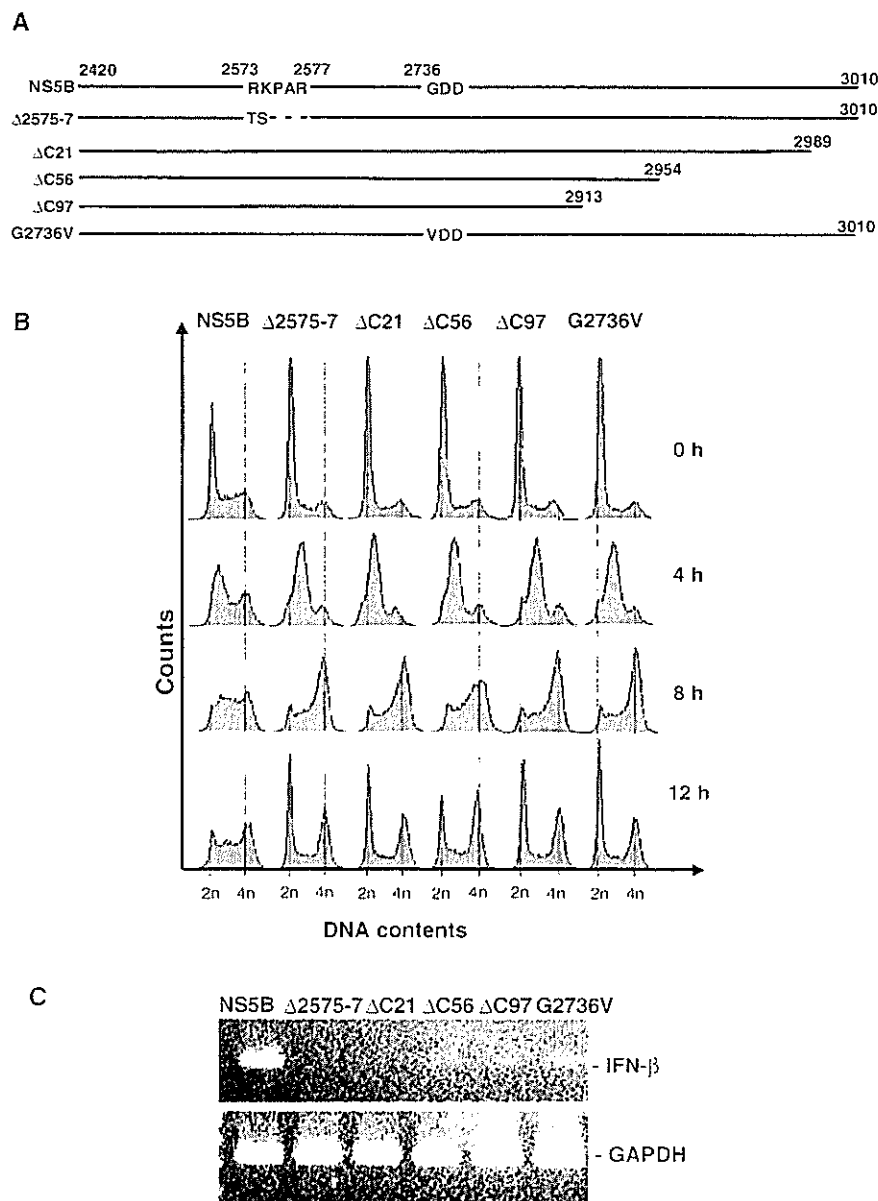 A
2420 2573 2577 2736
NS5B RKPAR GDD 3010
Δ2575-7 TS--- 3010
ΔC21 2989
ΔC56 2954
ΔC97 2913
G2736V VDD 3010
B
NS5B Δ2575-7 ΔC21 ΔC56 ΔC97 G2736V
0 h
4 h
8 h
12 h
Counts
2n 4n 2n 4n 2n 4n 2n 4n 2n 4n 2n 4n
DNA contents
C
NS5B Δ2575-7 ΔC21 ΔC56 ΔC97 G2736V
- IFN-β
- GAPDH